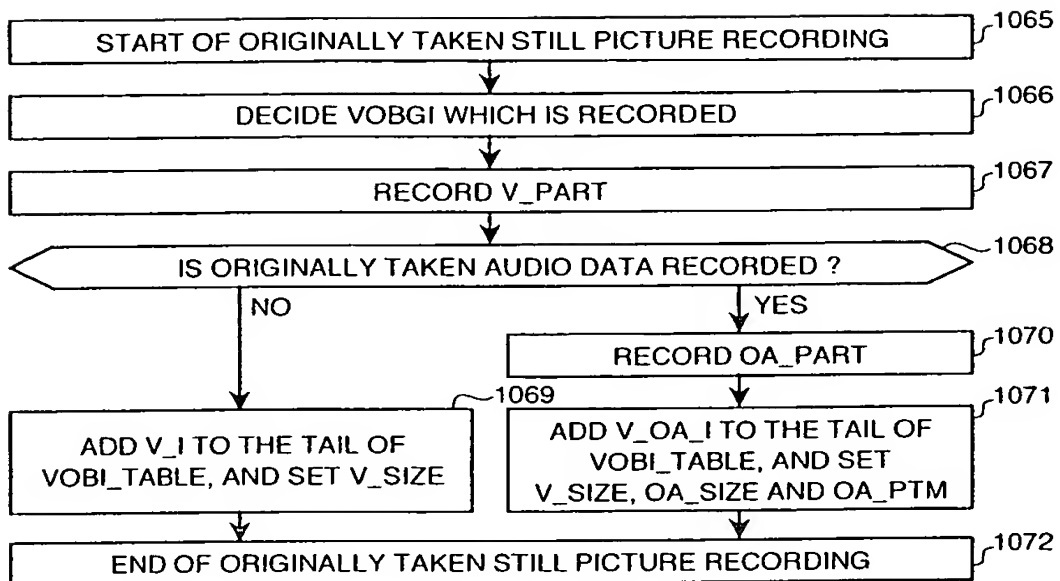 START OF ORIGINALLY TAKEN STILL PICTURE RECORDING
1065
DECIDE VOBGI WHICH IS RECORDED
1066
RECORD V_PART
1067
IS ORIGINALLY TAKEN AUDIO DATA RECORDED ?
1068
NO
YES
RECORD OA_PART
1070
1069
ADD V_I TO THE TAIL OF
VOBI_TABLE, AND SET V_SIZE
1071
ADD V_OA_I TO THE TAIL OF
VOBI_TABLE, AND SET
V_SIZE, OA_SIZE AND OA_PTM
END OF ORIGINALLY TAKEN STILL PICTURE RECORDING
1072